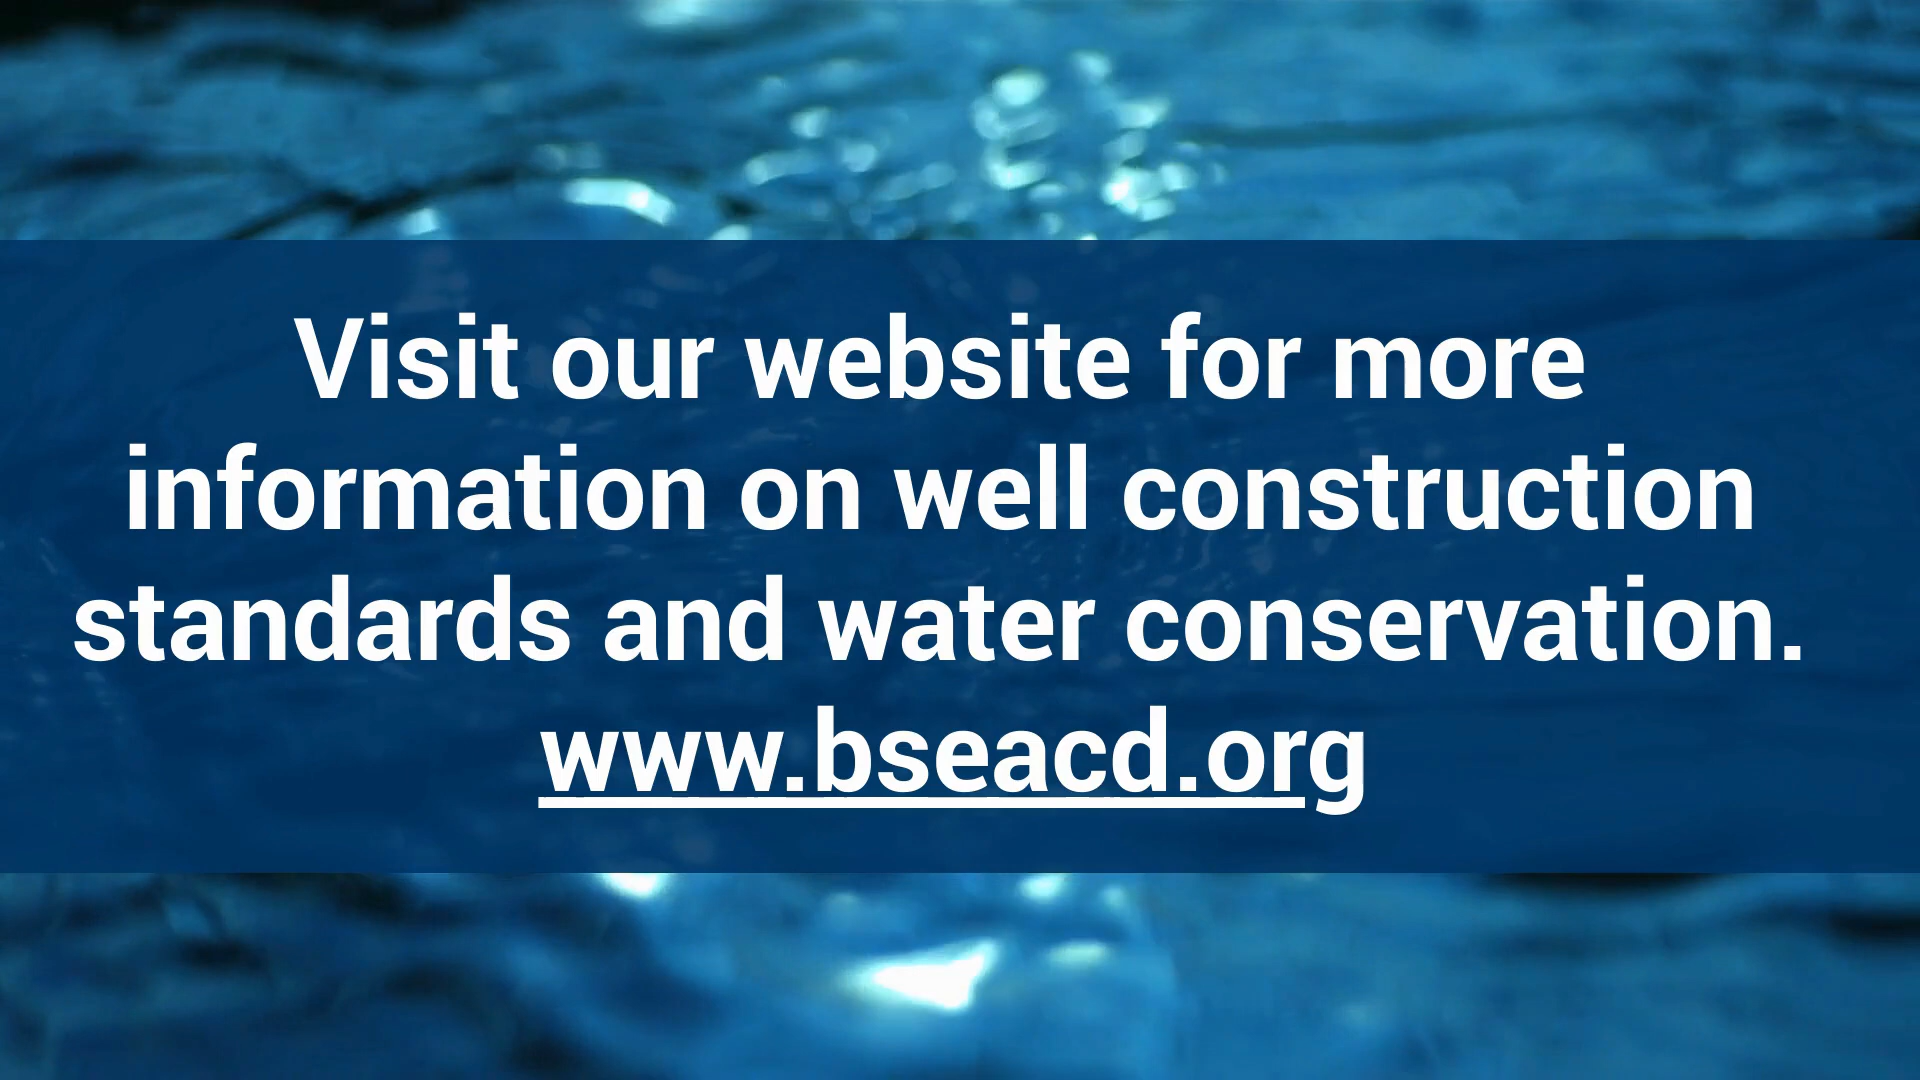 Visit our website for more
information on well construction
standards and water conservation.
www.bseacd.org